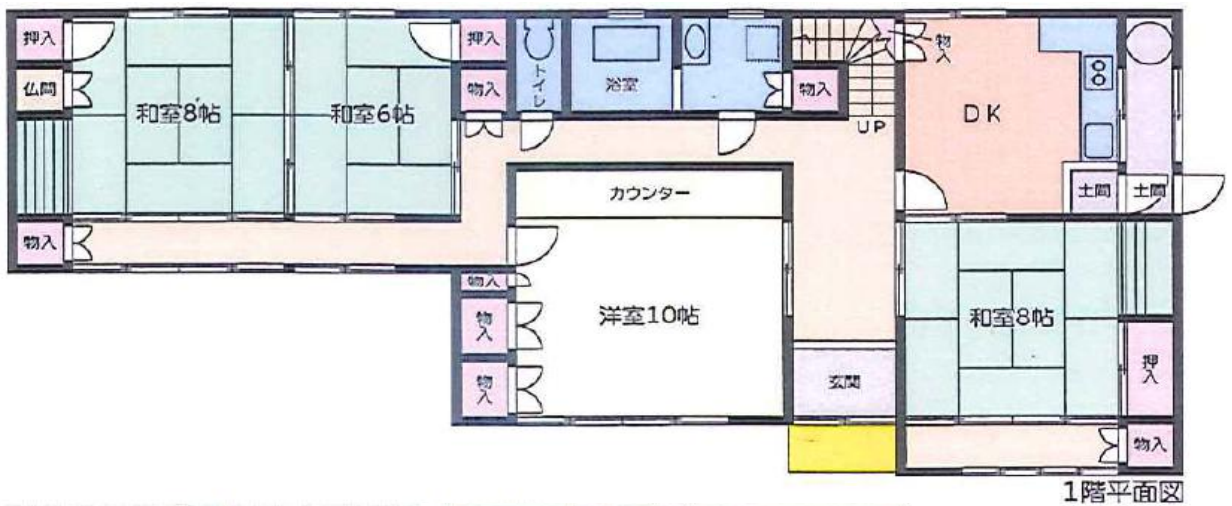 押入
仏間
和室8帖
物入
和室6帖
押入
物入
トイレ
浴室
物入
UP
物入
DK
土間
土間
カウンター
物入
物入
物入
洋室10帖
玄関
和室8帖
押入
物入
1階平面図